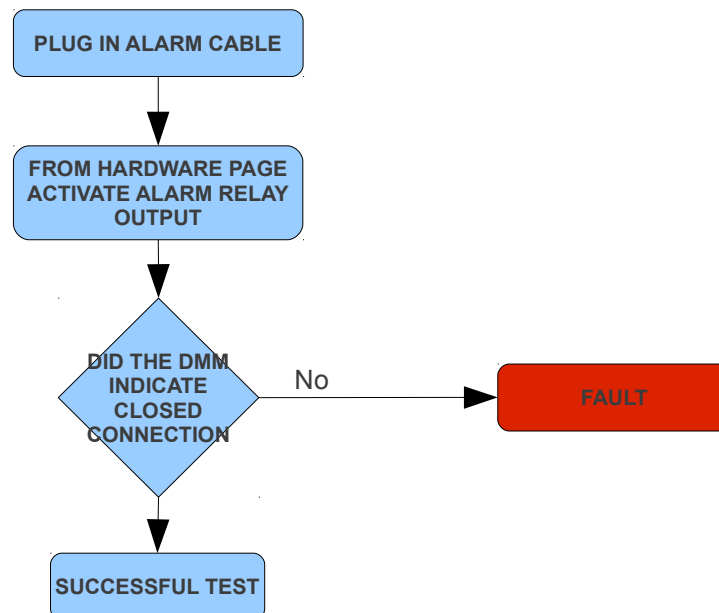 PLUG IN ALARM CABLE
FROM HARDWARE PAGE
ACTIVATE ALARM RELAY
OUTPUT
DID THE DMM
INDICATE
CLOSED
CONNECTION
No
FAULT
SUCCESSFUL TEST